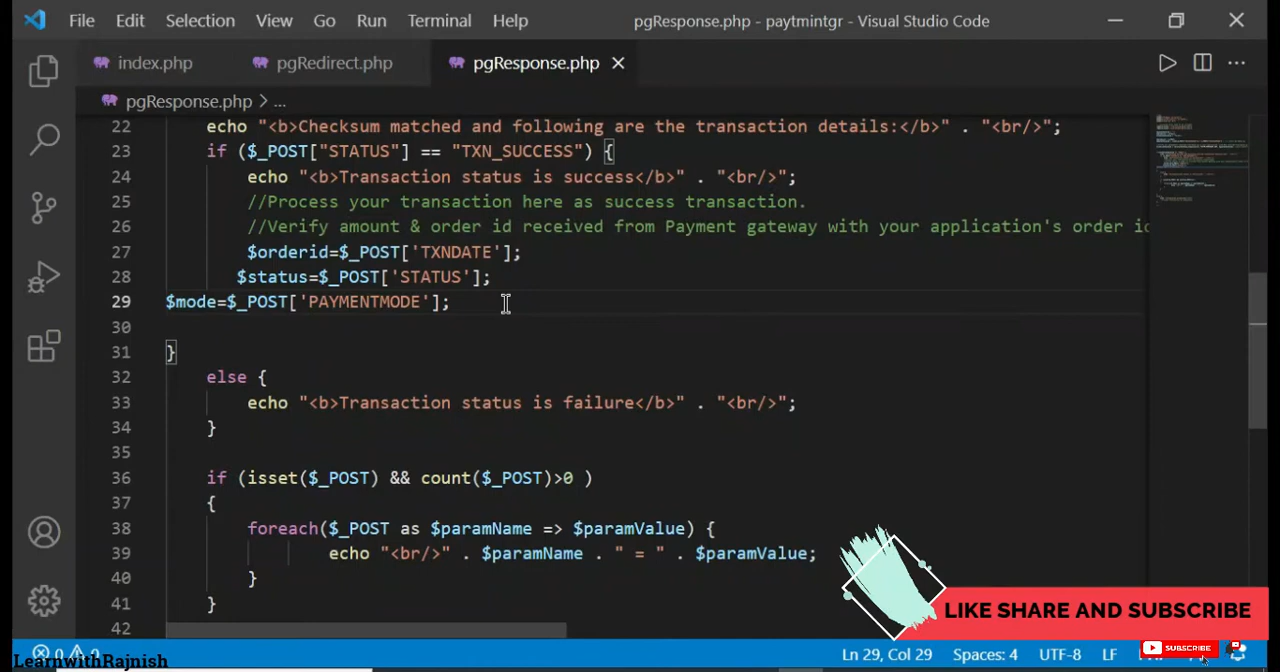 File Edit Selection View Go Run Terminal Help pgResponse.php - paytmintgr - Visual Studio Code
index.php pgRedirect.php pgResponse.php
pgResponse.php > ...
22 echo "<b>Checksum matched and following are the transaction details:</b>" . "<br/>";
23 if ($_POST["STATUS"] == "TXN_SUCCESS") {
24 echo "<b>Transaction status is success</b>" . "<br/>";
25 //Process your transaction here as success transaction.
26 //Verify amount & order id received from Payment gateway with your application's order id
27 $orderid=$_POST['TXNDATE'];
28 $status=$_POST['STATUS'];
29 $mode=$_POST['PAYMENTMODE'];
30
31 }
32 else {
33 echo "<b>Transaction status is failure</b>" . "<br/>";
34 }
35
36 if (isset($_POST) && count($_POST)>0 )
37 {
38 foreach($_POST as $paramName => $paramValue) {
39 echo "<br/>" . $paramName . " = " . $paramValue;
40 }
41 }
42
LIKE SHARE AND SUBSCRIBE
SUBSCRIBE
LearnwithRajnish
Ln 29, Col 29 Spaces: 4 UTF-8 LF